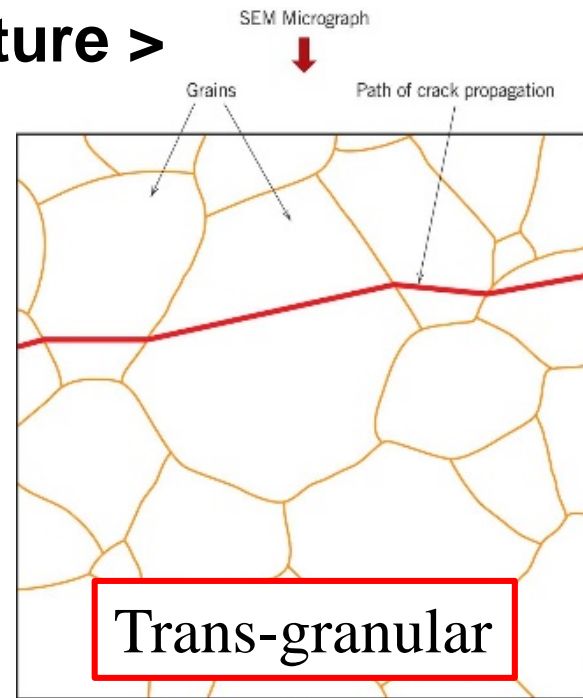 SEM Micrograph
ture >
Grains
Path of crack propagation
Trans-granular